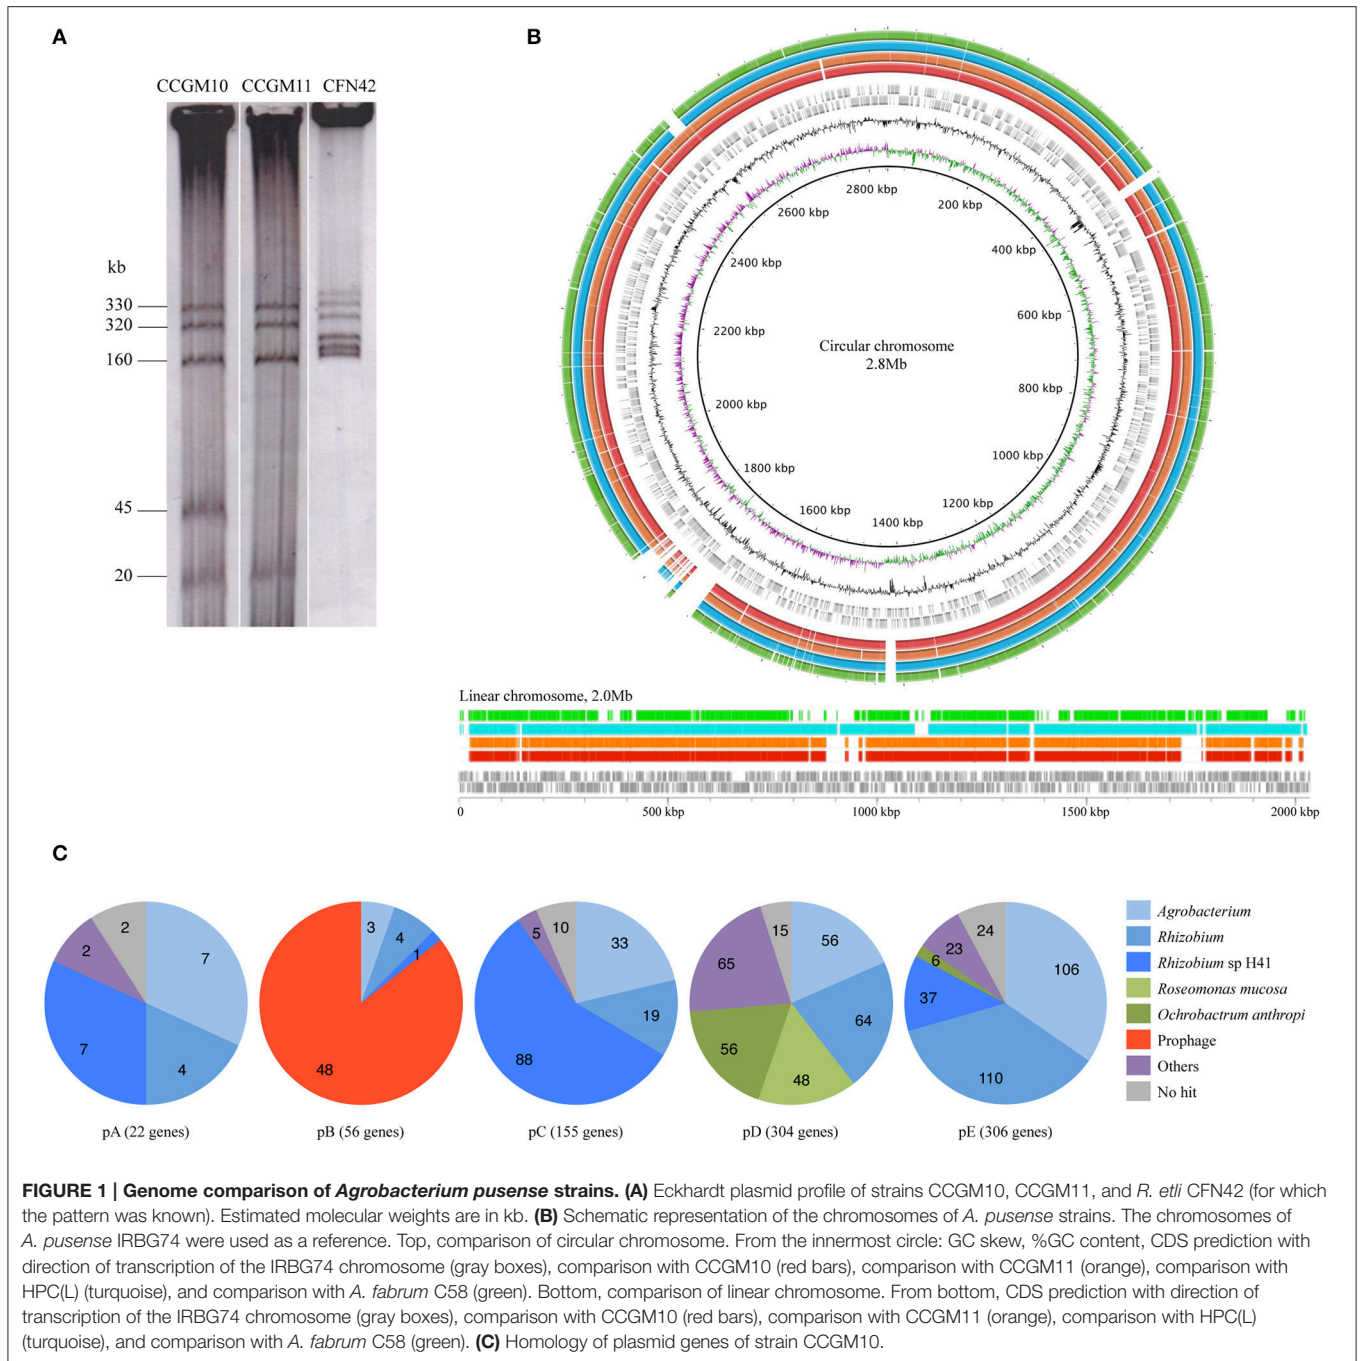 A
B
CCGM10 CCGM11 CFN42
kb
330
320
160
45
20
2800 kbp
200 kbp
400 kbp
600 kbp
800 kbp
1000 kbp
1200 kbp
1400 kbp
1600 kbp
1800 kbp
2000 kbp
2200 kbp
2400 kbp
2600 kbp
Circular chromosome
2.8Mb
Linear chromosome, 2.0Mb
0 500 kbp 1000 kbp 1500 kbp 2000 kbp
C
7
4
7
2
2
pA (22 genes)
3
4
1
48
pB (56 genes)
33
19
88
5
10
pC (155 genes)
56
64
48
56
65
15
pD (304 genes)
106
110
37
6
23
24
pE (306 genes)
Agrobacterium
Rhizobium
Rhizobium sp H41
Roseomonas mucosa
Ochrobactrum anthropi
Prophage
Others
No hit
FIGURE 1 | Genome comparison of Agrobacterium pusense strains. (A) Eckhardt plasmid profile of strains CCGM10, CCGM11, and R. etli CFN42 (for which
the pattern was known). Estimated molecular weights are in kb. (B) Schematic representation of the chromosomes of A. pusense strains. The chromosomes of
A. pusense IRBG74 were used as a reference. Top, comparison of circular chromosome. From the innermost circle: GC skew, %GC content, CDS prediction with
direction of transcription of the IRBG74 chromosome (gray boxes), comparison with CCGM10 (red bars), comparison with CCGM11 (orange), comparison with
HPC(L) (turquoise), and comparison with A. fabrum C58 (green). Bottom, comparison of linear chromosome. From bottom, CDS prediction with direction of
transcription of the IRBG74 chromosome (gray boxes), comparison with CCGM10 (red bars), comparison with CCGM11 (orange), comparison with HPC(L)
(turquoise), and comparison with A. fabrum C58 (green). (C) Homology of plasmid genes of strain CCGM10.